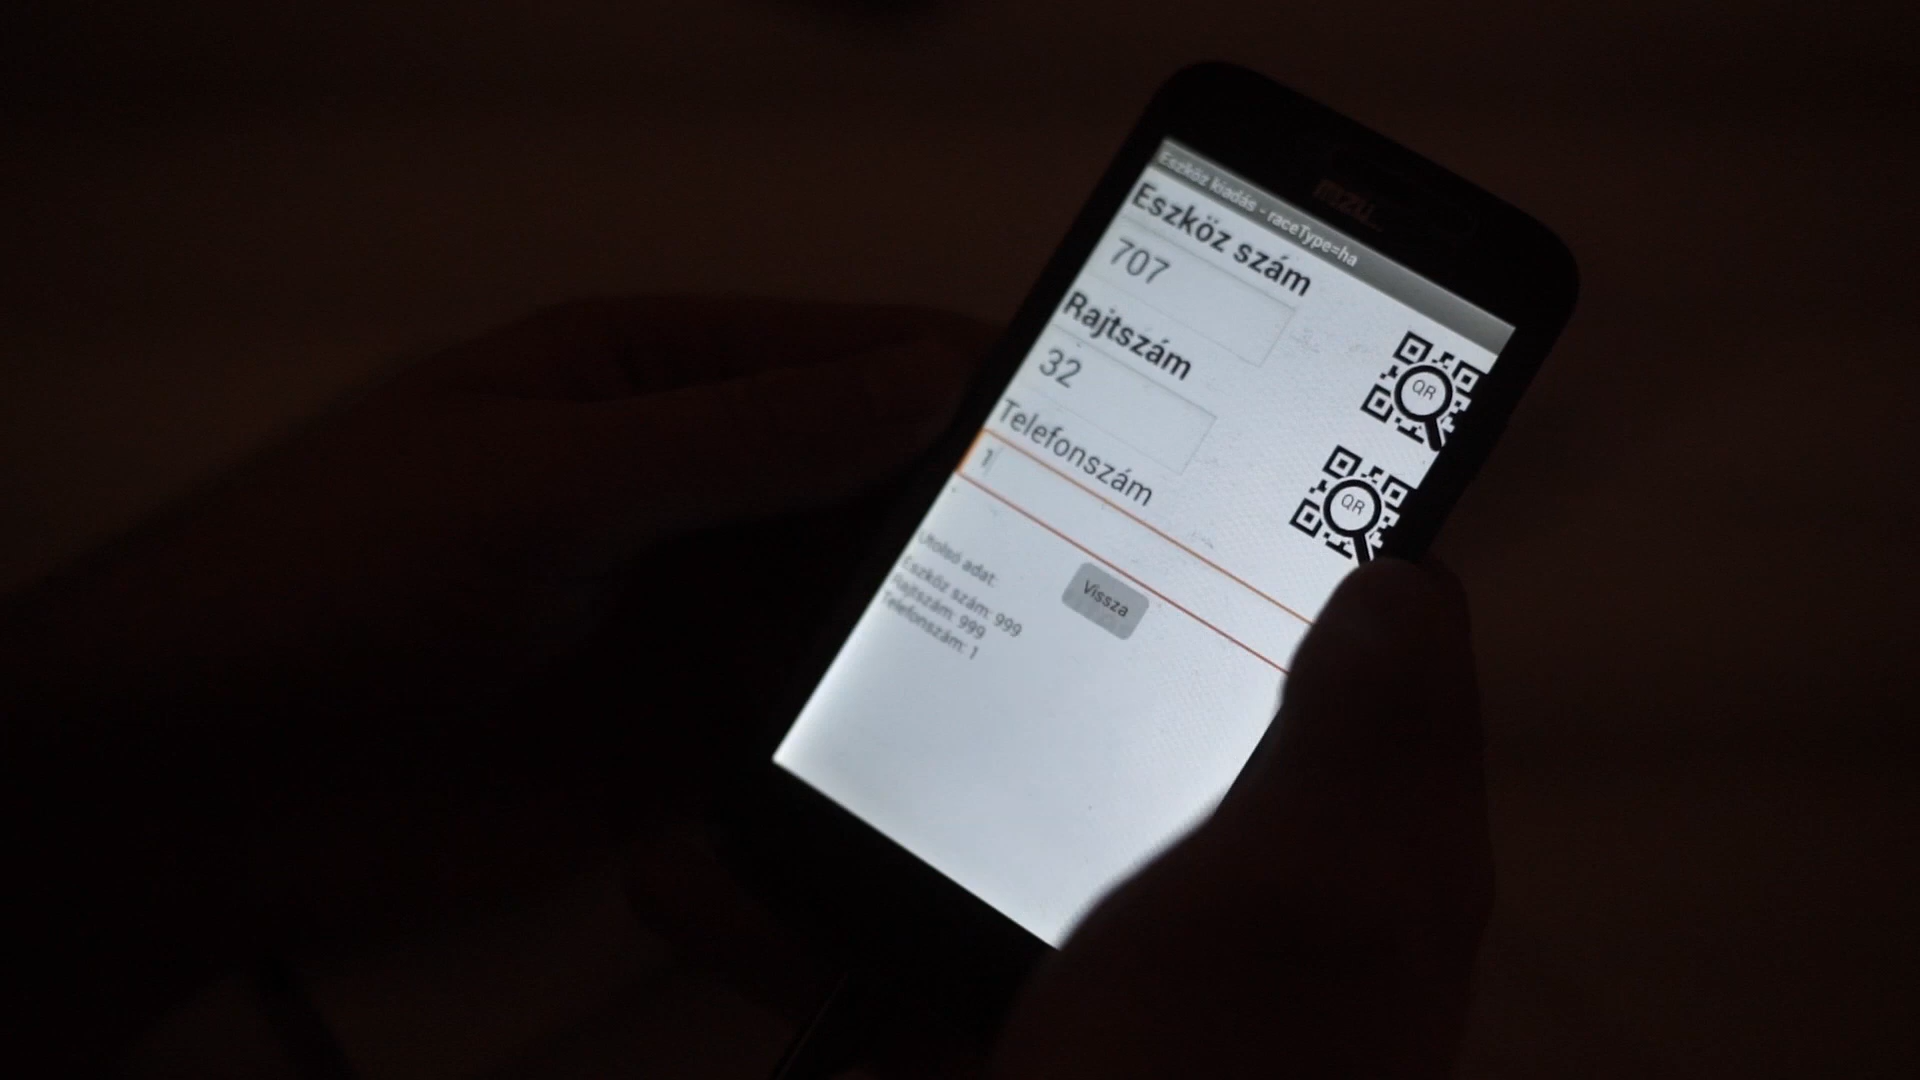 Eszköz kiadás - raceType=ha
Eszköz szám
707
QR
Rajtszám
32
QR
Telefonszám
1
Utolsó adat:
Eszköz szám: 999
Rajtszám: 999
Telefonszám: 1
Vissza